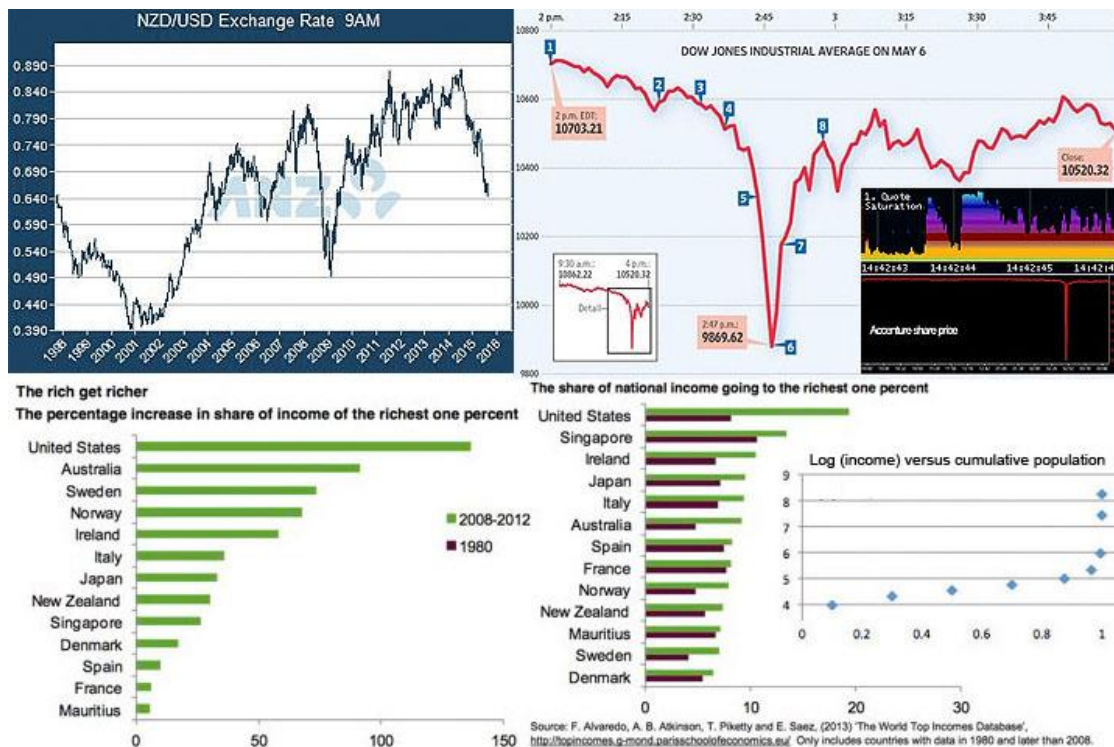 NZD/USD Exchange Rate 9AM
0.890
0.840
0.790
0.740
0.690
0.640
0.590
0.540
0.490
0.440
0.390
ANZ
1998 1999 2000 2001 2002 2003 2004 2005 2006 2007 2008 2009 2010 2011 2012 2013 2014 2015 2016
2 p.m. 2:15 2:30 2:45 3 3:15 3:30 3:45
10800
10600
10400
10200
10000
9800
DOW JONES INDUSTRIAL AVERAGE ON MAY 6
1
2
3
4
5
6
7
8
2 p.m. EDT:
10703.21
2:47 p.m.:
9869.62
Close:
10520.32
9:30 a.m.: 4 p.m.:
10862.22 10520.32
Detail
1. Quote
Saturation
14:42:43 14:42:44 14:42:45
Accenture share price
The rich get richer
The percentage increase in share of income of the richest one percent
United States
Australia
Sweden
Norway
Ireland
Italy
Japan
New Zealand
Singapore
Denmark
Spain
France
Mauritius
0 50 100 150
2008-2012
1980
The share of national income going to the richest one percent
United States
Singapore
Ireland
Japan
Italy
Australia
Spain
France
Norway
New Zealand
Mauritius
Sweden
Denmark
0 10 20 30
Log (income) versus cumulative population
9
8
7
6
5
4
0 0.2 0.4 0.6 0.8 1
Source: F. Alvaredo, A. B. Atkinson, T. Piketty and E. Saez, (2013) 'The World Top Incomes Database',
http://topincomes.g-mond.parisschoolofeconomics.eu/ Only includes countries with data in 1980 and later than 2008.